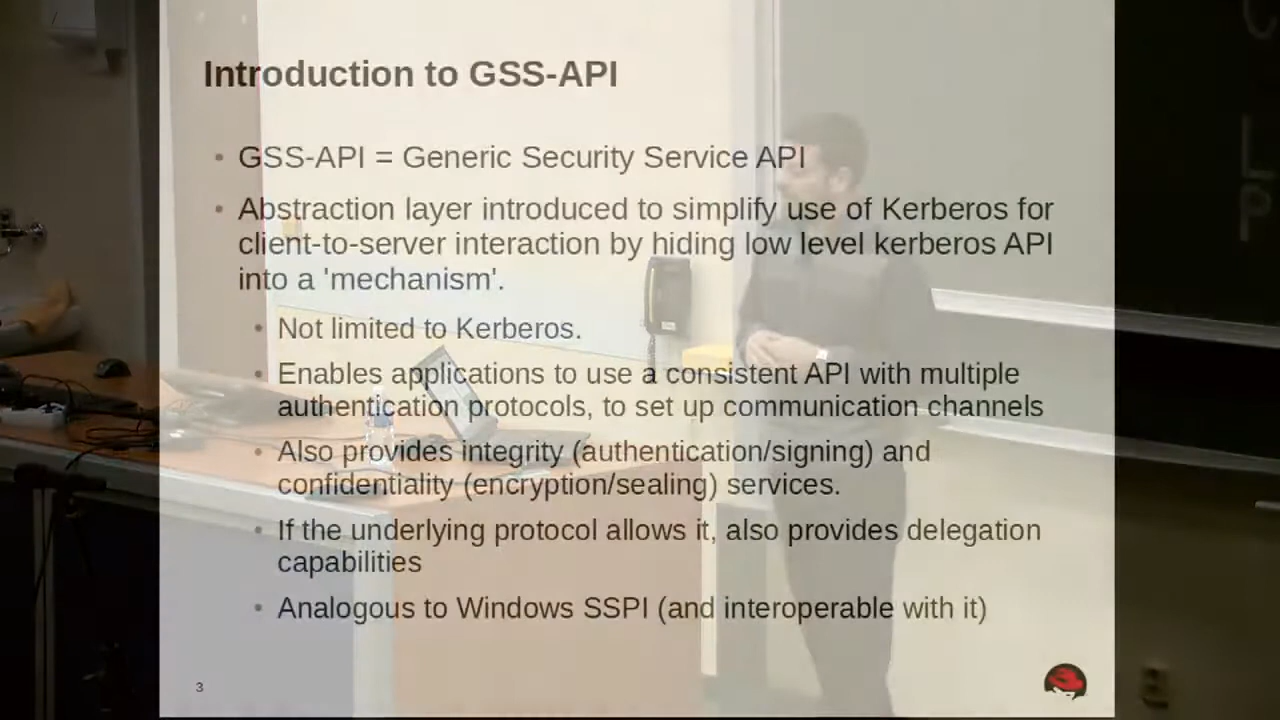 Introduction to GSS-API
• GSS-API = Generic Security Service API
• Abstraction layer introduced to simplify use of Kerberos for
client-to-server interaction by hiding low level kerberos API
into a 'mechanism'.
• Not limited to Kerberos.
• Enables applications to use a consistent API with multiple
authentication protocols, to set up communication channels
• Also provides integrity (authentication/signing) and
confidentiality (encryption/sealing) services.
• If the underlying protocol allows it, also provides delegation
capabilities
• Analogous to Windows SSPI (and interoperable with it)
3